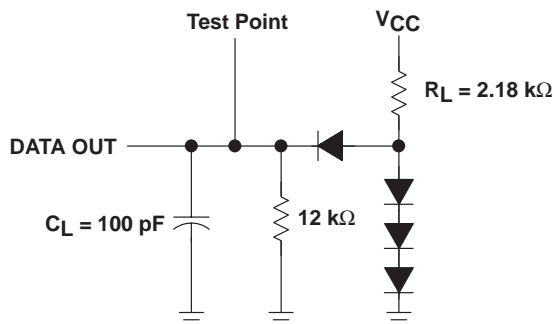 Test Point
VCC
RL = 2.18 kΩ
DATA OUT
CL = 100 pF
12 kΩ